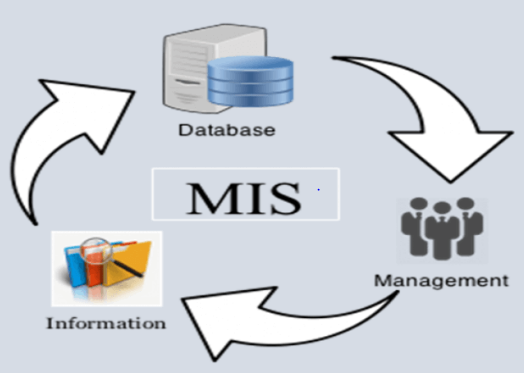 Database
MIS
Management
Information